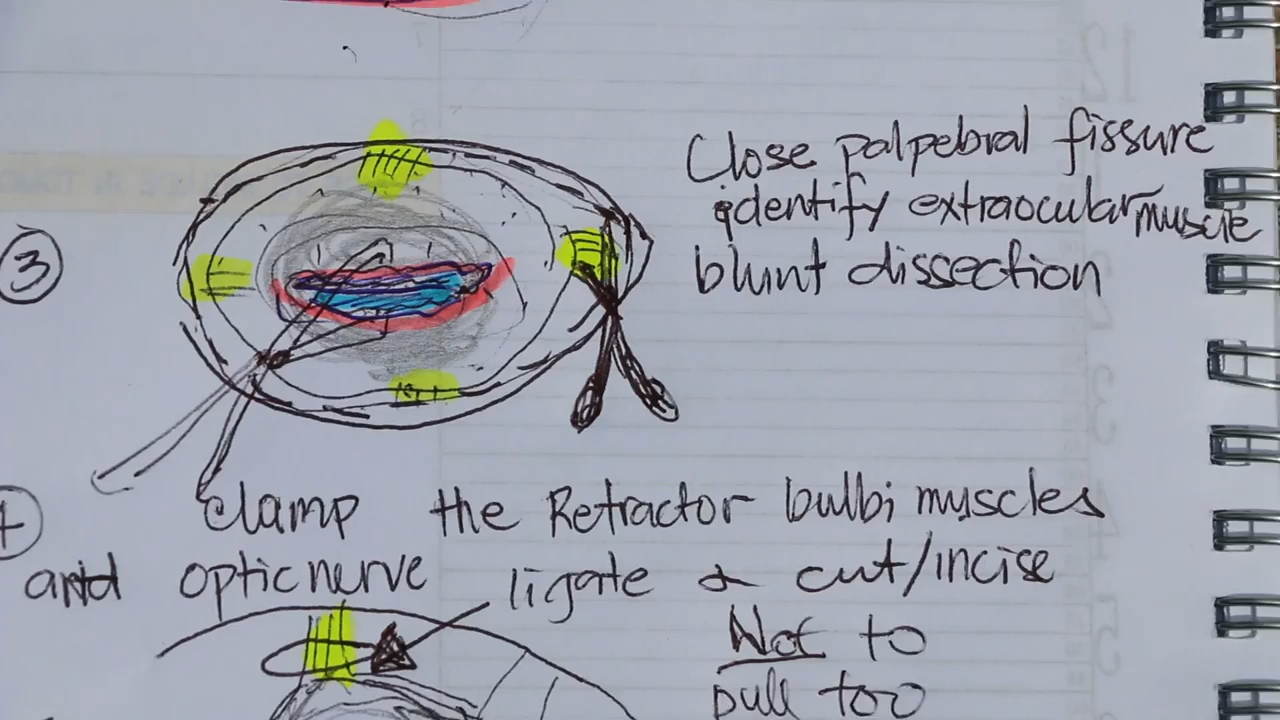 ③
Close palpebral fissure
identify extraocular muscle
blunt dissection
clamp the Retractor bulbi muscles
and optic nerve ligate & cut/incise
Not to
pull too